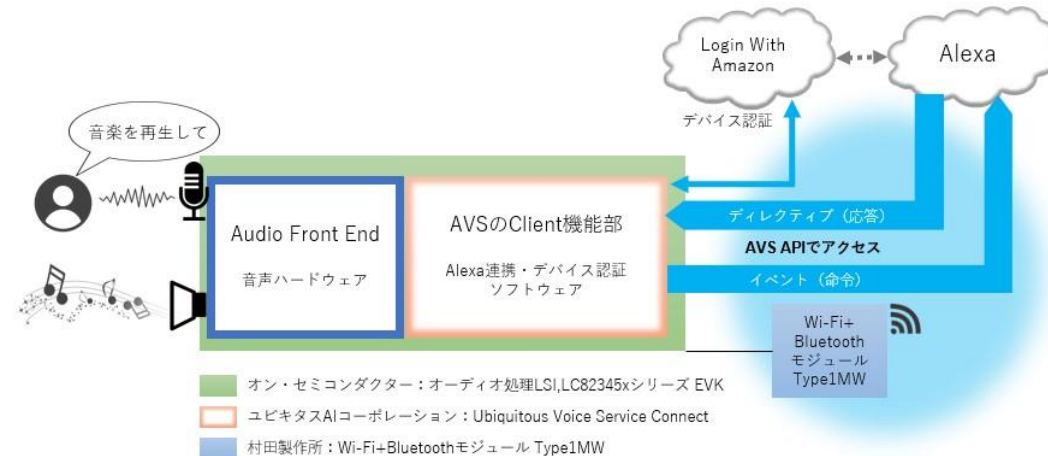 Login With
Amazon
Alexa
デバイス認証
音楽を再生して
Audio Front End
音声ハードウェア
AVSのClient機能部
Alexa連携・デバイス認証
ソフトウェア
ディレクティブ（応答）
AVS APIでアクセス
イベント（命令）
Wi-Fi+
Bluetooth
モジュール
Type1MW
オン・セミコンダクター：オーディオ処理LSI,LC82345xシリーズ EVK
ユビキタスAIコーポレーション：Ubiquitous Voice Service Connect
村田製作所：Wi-Fi+Bluetoothモジュール Type1MW